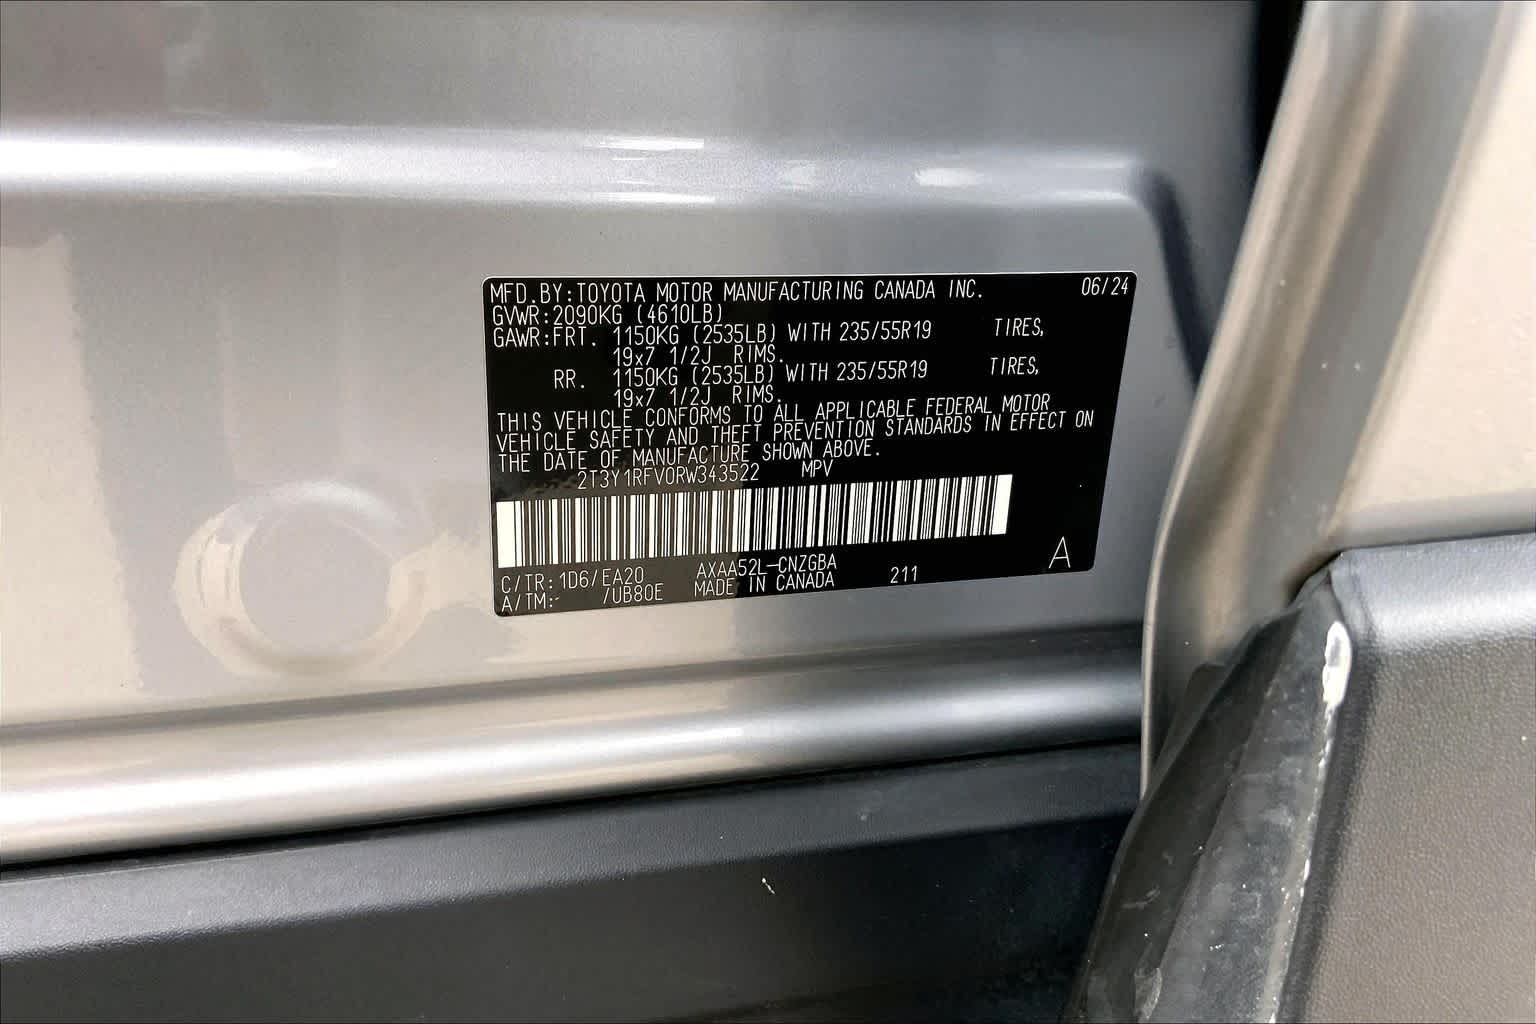 MFD.BY:TOYOTA MOTOR MANUFACTURING CANADA INC. 06/24
GVWR:2090KG (4610LB)
GAWR:FRT. 1150KG (2535LB) WITH 235/55R19 TIRES,
19x7 1/2J RIMS.
RR. 1150KG (2535LB) WITH 235/55R19 TIRES,
19x7 1/2J RIMS.
THIS VEHICLE CONFORMS TO ALL APPLICABLE FEDERAL MOTOR
VEHICLE SAFETY AND THEFT PREVENTION STANDARDS IN EFFECT ON
THE DATE OF MANUFACTURE SHOWN ABOVE.
2T3Y1RFV0RW343522 MPV
C/TR: 1D6/EA20 AXAA52L-CNZGBA
A/TM:- /UB80E MADE IN CANADA 211 A